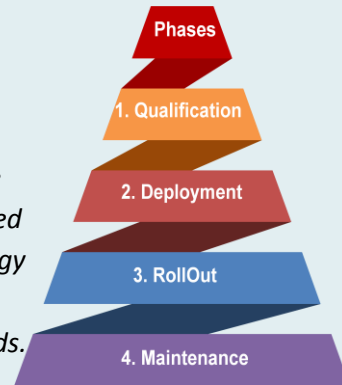 Phases
1. Qualification
2. Deployment
3. RollOut
4. Maintenance